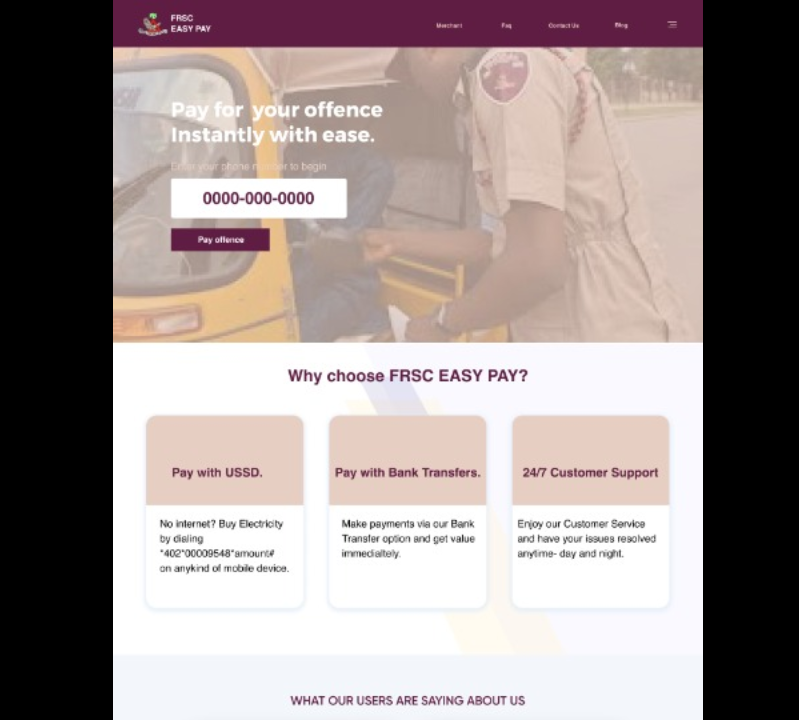 FRSC
EASY PAY
Merchant Faq Contact Us Blog
Pay for your offence
Instantly with ease.
Enter your phone number to begin
0000-000-0000
Pay offence
Why choose FRSC EASY PAY?
Pay with USSD.
No internet? Buy Electricity
by dialing
*402*00009548*amount#
on anykind of mobile device.
Pay with Bank Transfers.
Make payments via our Bank
Transfer option and get value
immedialtely.
24/7 Customer Support
Enjoy our Customer Service
and have your issues resolved
anytime- day and night.
WHAT OUR USERS ARE SAYING ABOUT US